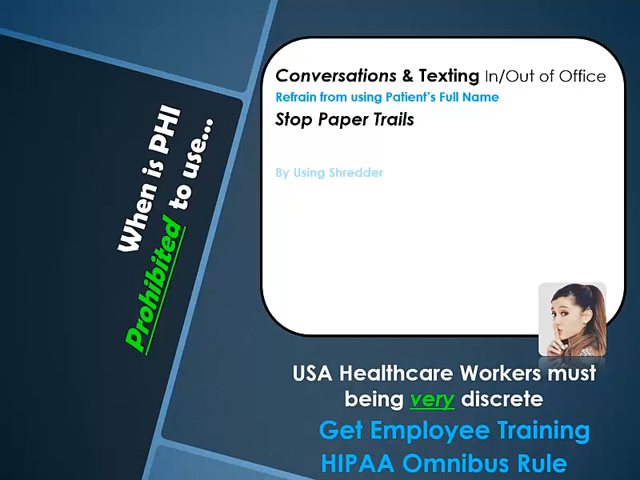 When is PHI
Prohibited to use...
Conversations & Texting In/Out of Office
Refrain from using Patient's Full Name
Stop Paper Trails
By Using Shredder
USA Healthcare Workers must
being very discrete
Get Employee Training
HIPAA Omnibus Rule